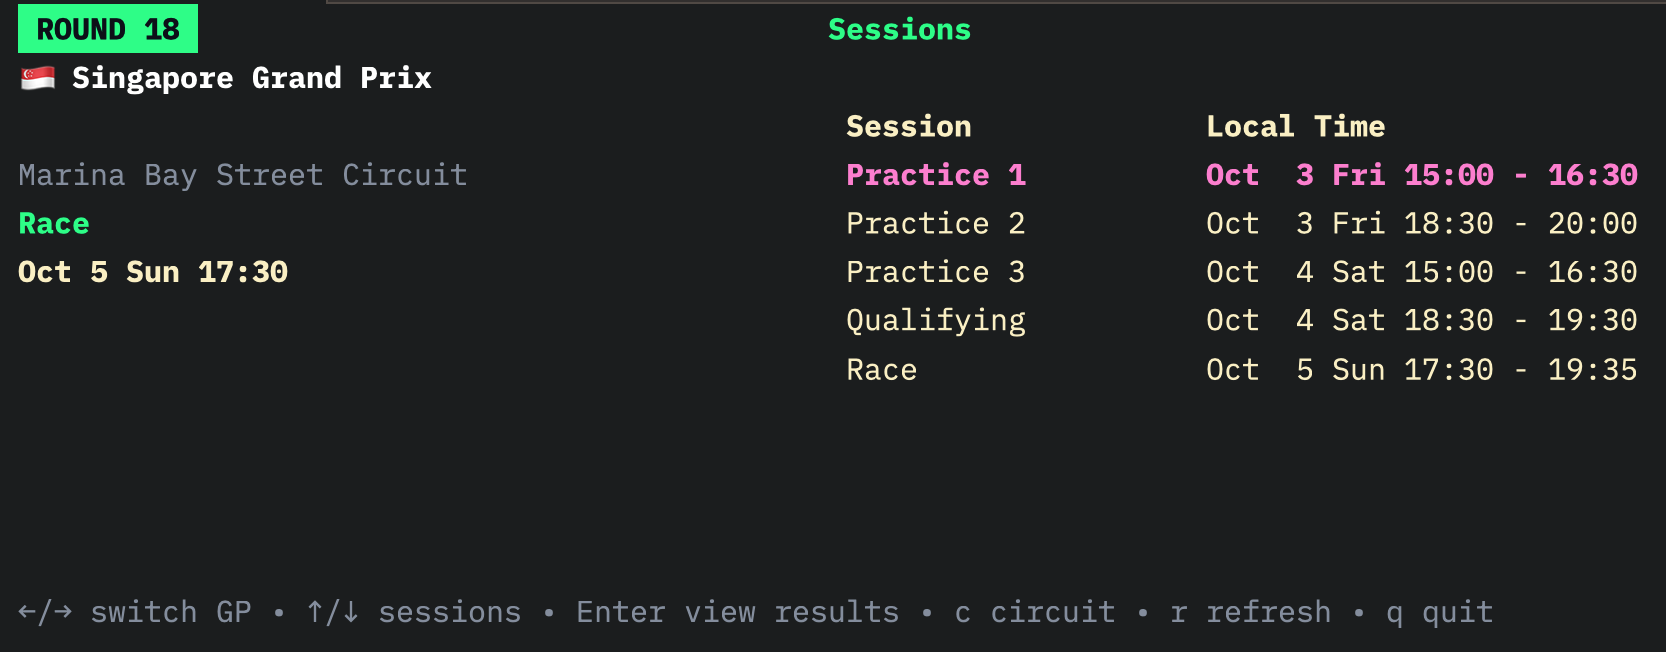 ROUND 18
🇸🇬 Singapore Grand Prix
Marina Bay Street Circuit
Race
Oct 5 Sun 17:30
Sessions
Session Local Time
Practice 1 Oct  3 Fri 15:00 - 16:30
Practice 2 Oct  3 Fri 18:30 - 20:00
Practice 3 Oct  4 Sat 15:00 - 16:30
Qualifying Oct  4 Sat 18:30 - 19:30
Race Oct  5 Sun 17:30 - 19:35
←/→ switch GP • ↑/↓ sessions • Enter view results • c circuit • r refresh • q quit